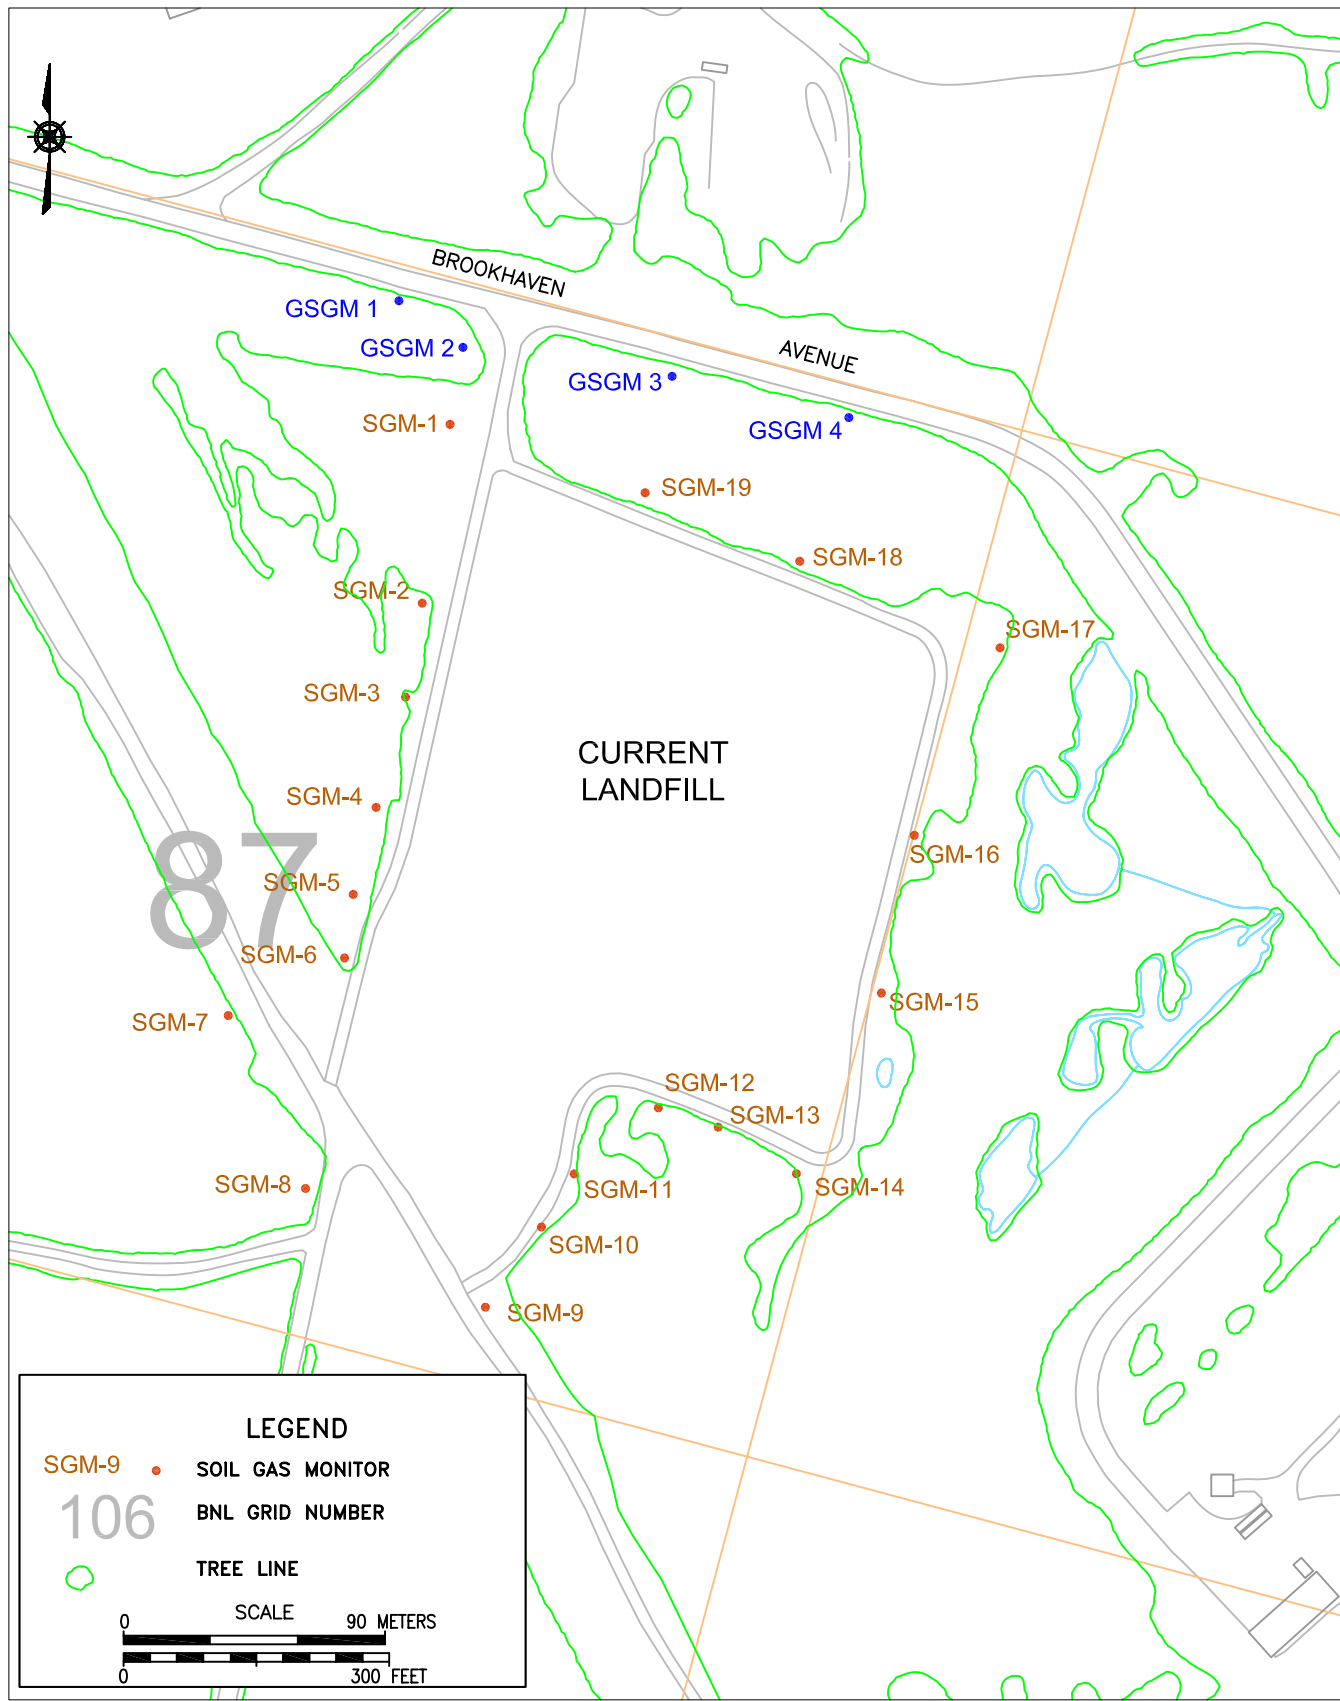 BROOKHAVEN
AVENUE
GSGM 1
GSGM 2
GSGM 3
GSGM 4
SGM-1
SGM-19
SGM-18
SGM-2
SGM-17
SGM-3
CURRENT
LANDFILL
SGM-4
SGM-16
87
SGM-5
SGM-6
SGM-15
SGM-7
SGM-12
SGM-13
SGM-8
SGM-11
SGM-14
SGM-10
SGM-9
LEGEND
SGM-9 SOIL GAS MONITOR
106 BNL GRID NUMBER
TREE LINE
SCALE
0 90 METERS
0 300 FEET